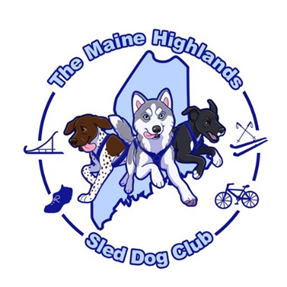 The Maine Highlands
Sled Dog Club